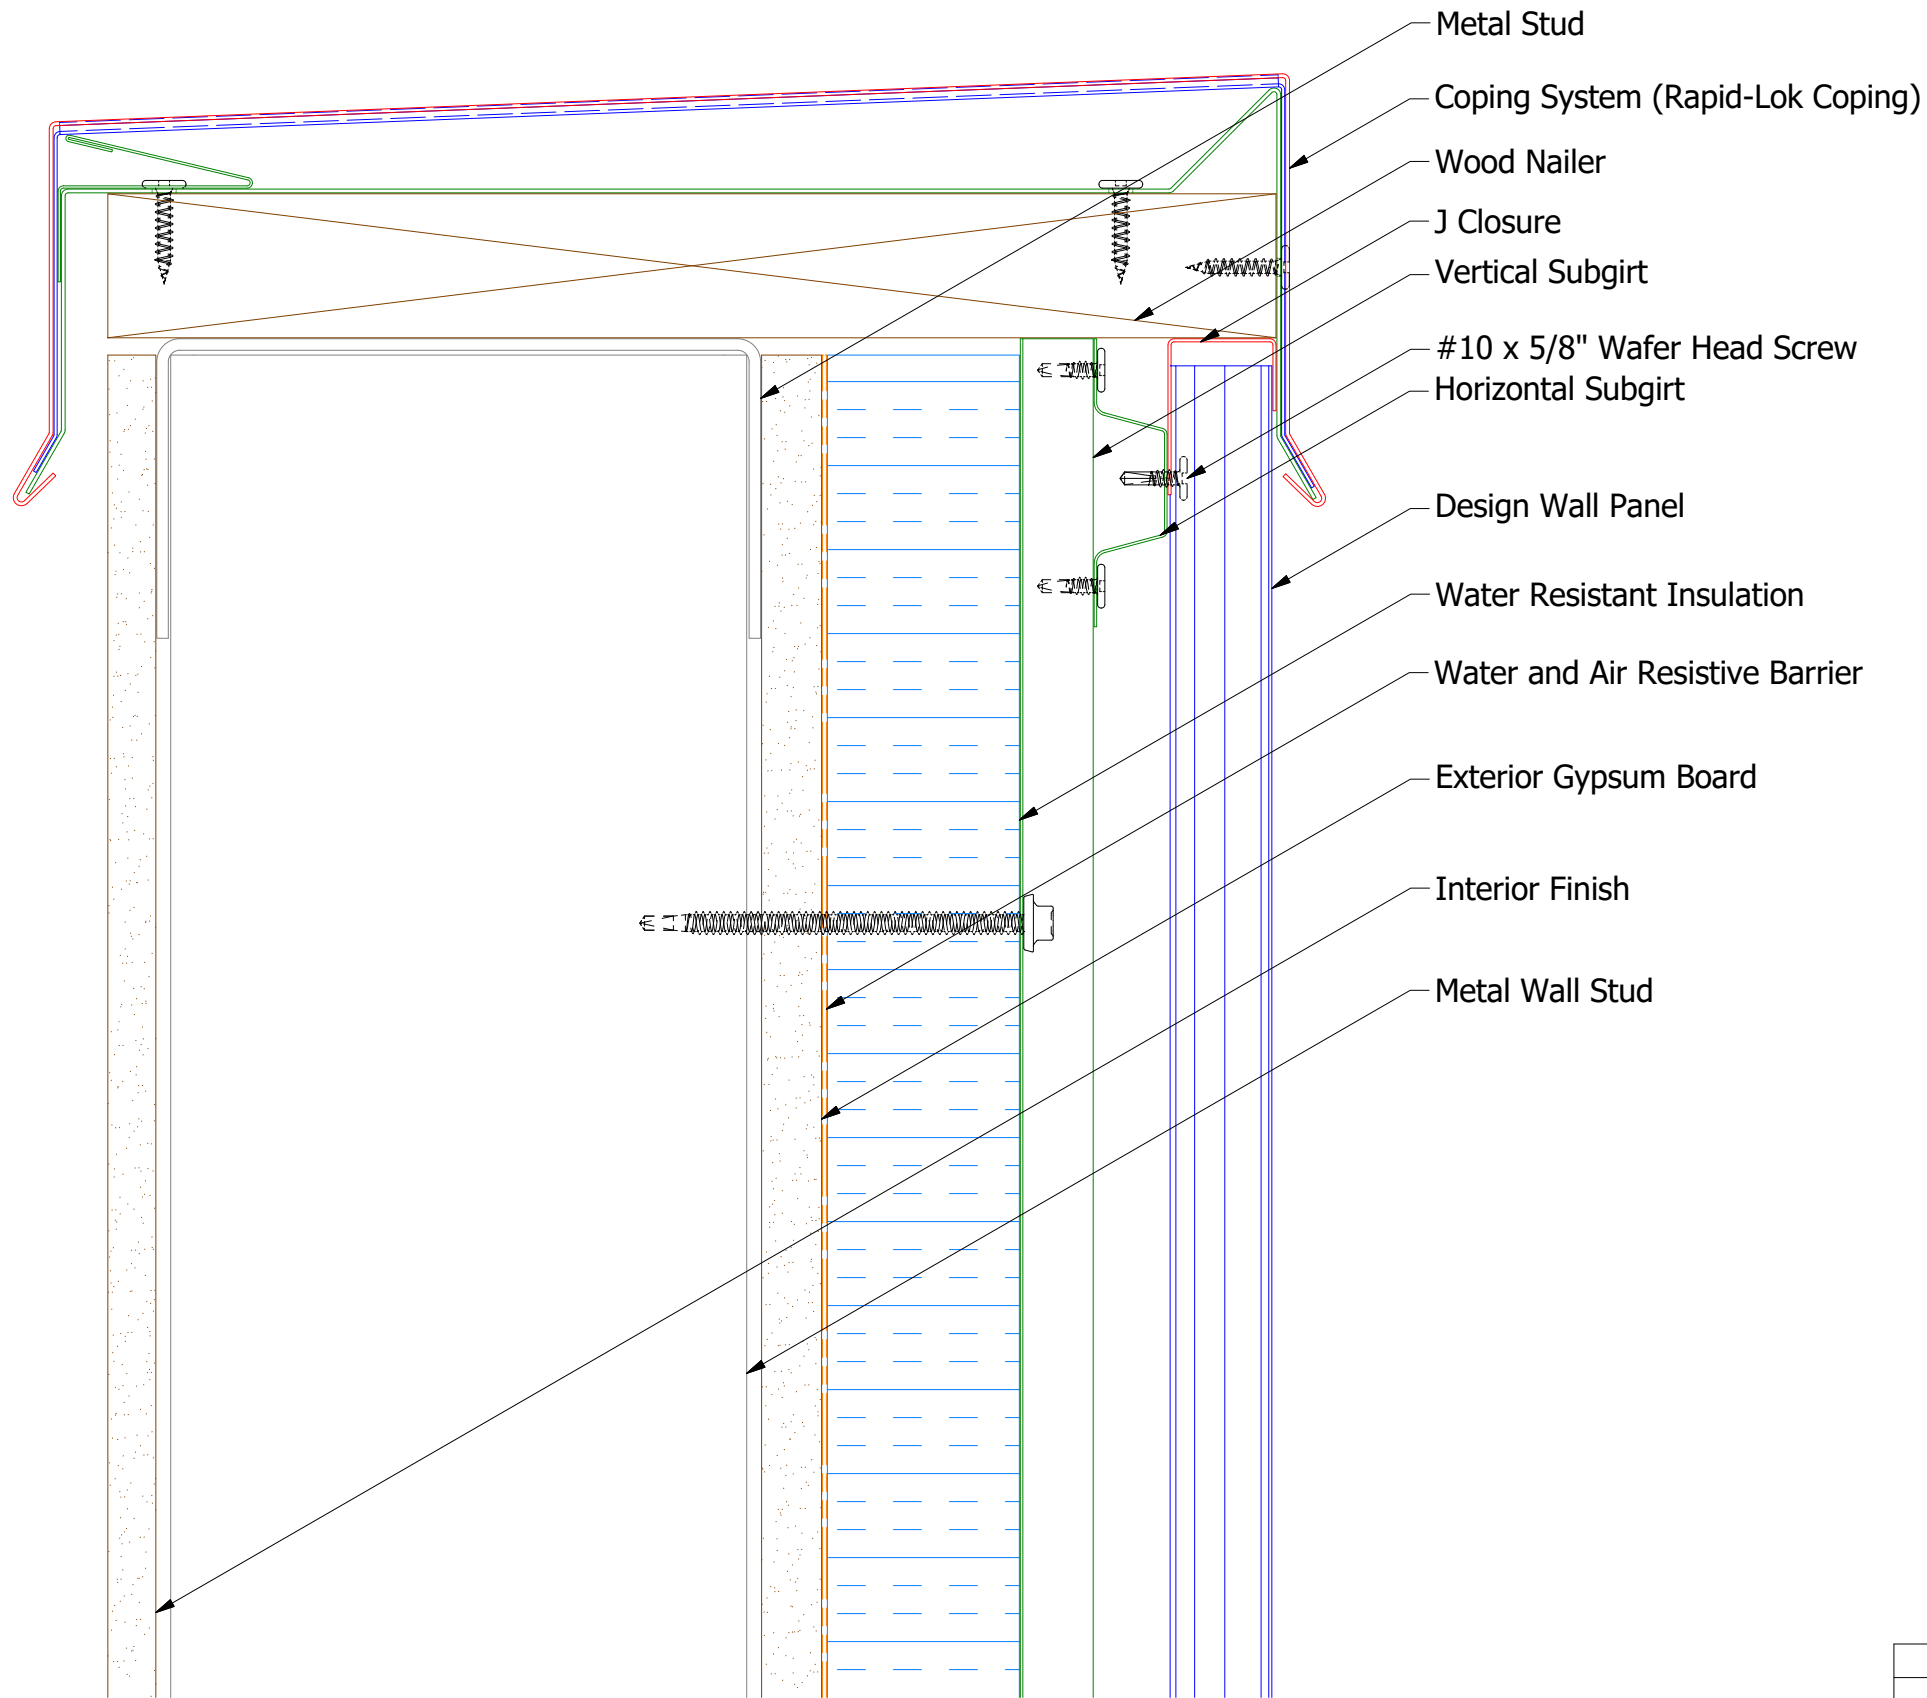 Metal Stud
Coping System (Rapid-Lok Coping)
Wood Nailer
J Closure
Vertical Subgirt
#10 x 5/8" Wafer Head Screw
Horizontal Subgirt
Design Wall Panel
Water Resistant Insulation
Water and Air Resistive Barrier
Exterior Gypsum Board
Interior Finish
Metal Wall Stud